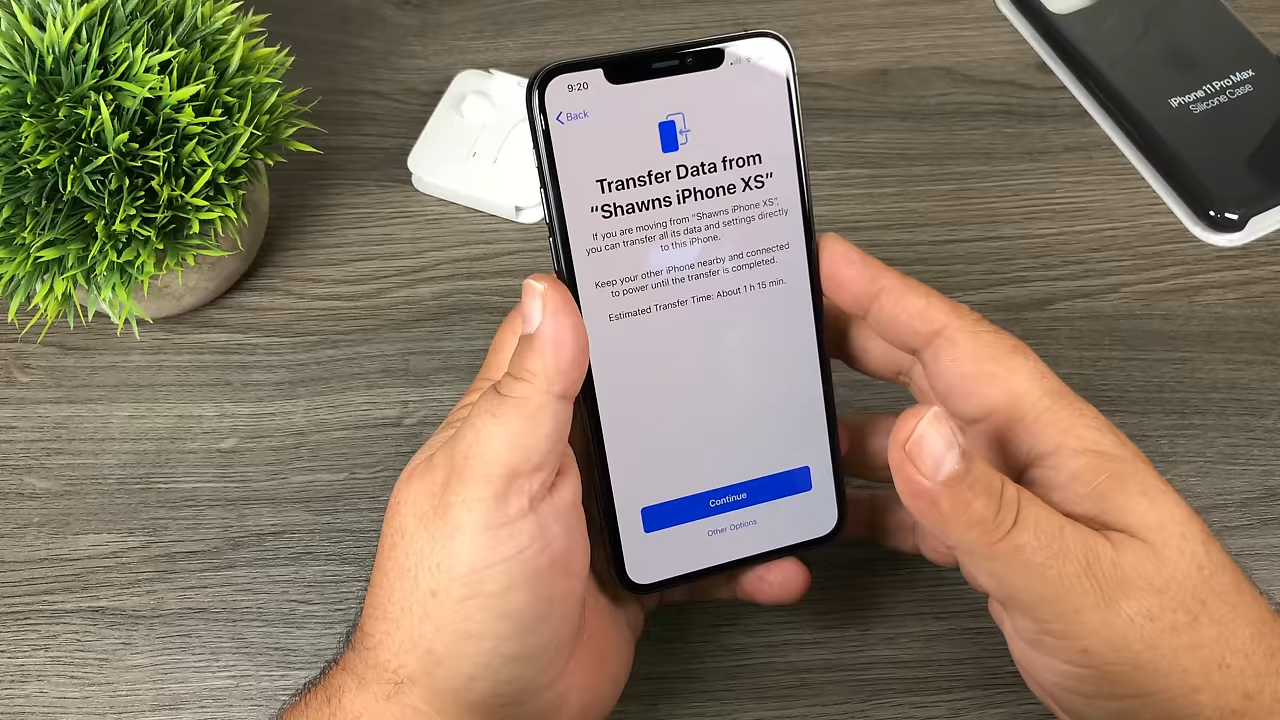 9:20
Back
Transfer Data from
“Shawns iPhone XS”
If you are moving from “Shawns iPhone XS”,
you can transfer all its data and settings directly
to this iPhone.
Keep your other iPhone nearby and connected
to power until the transfer is completed.
Estimated Transfer Time: About 1 h 15 min.
Continue
Other Options
iPhone 11 Pro Max
Silicone Case